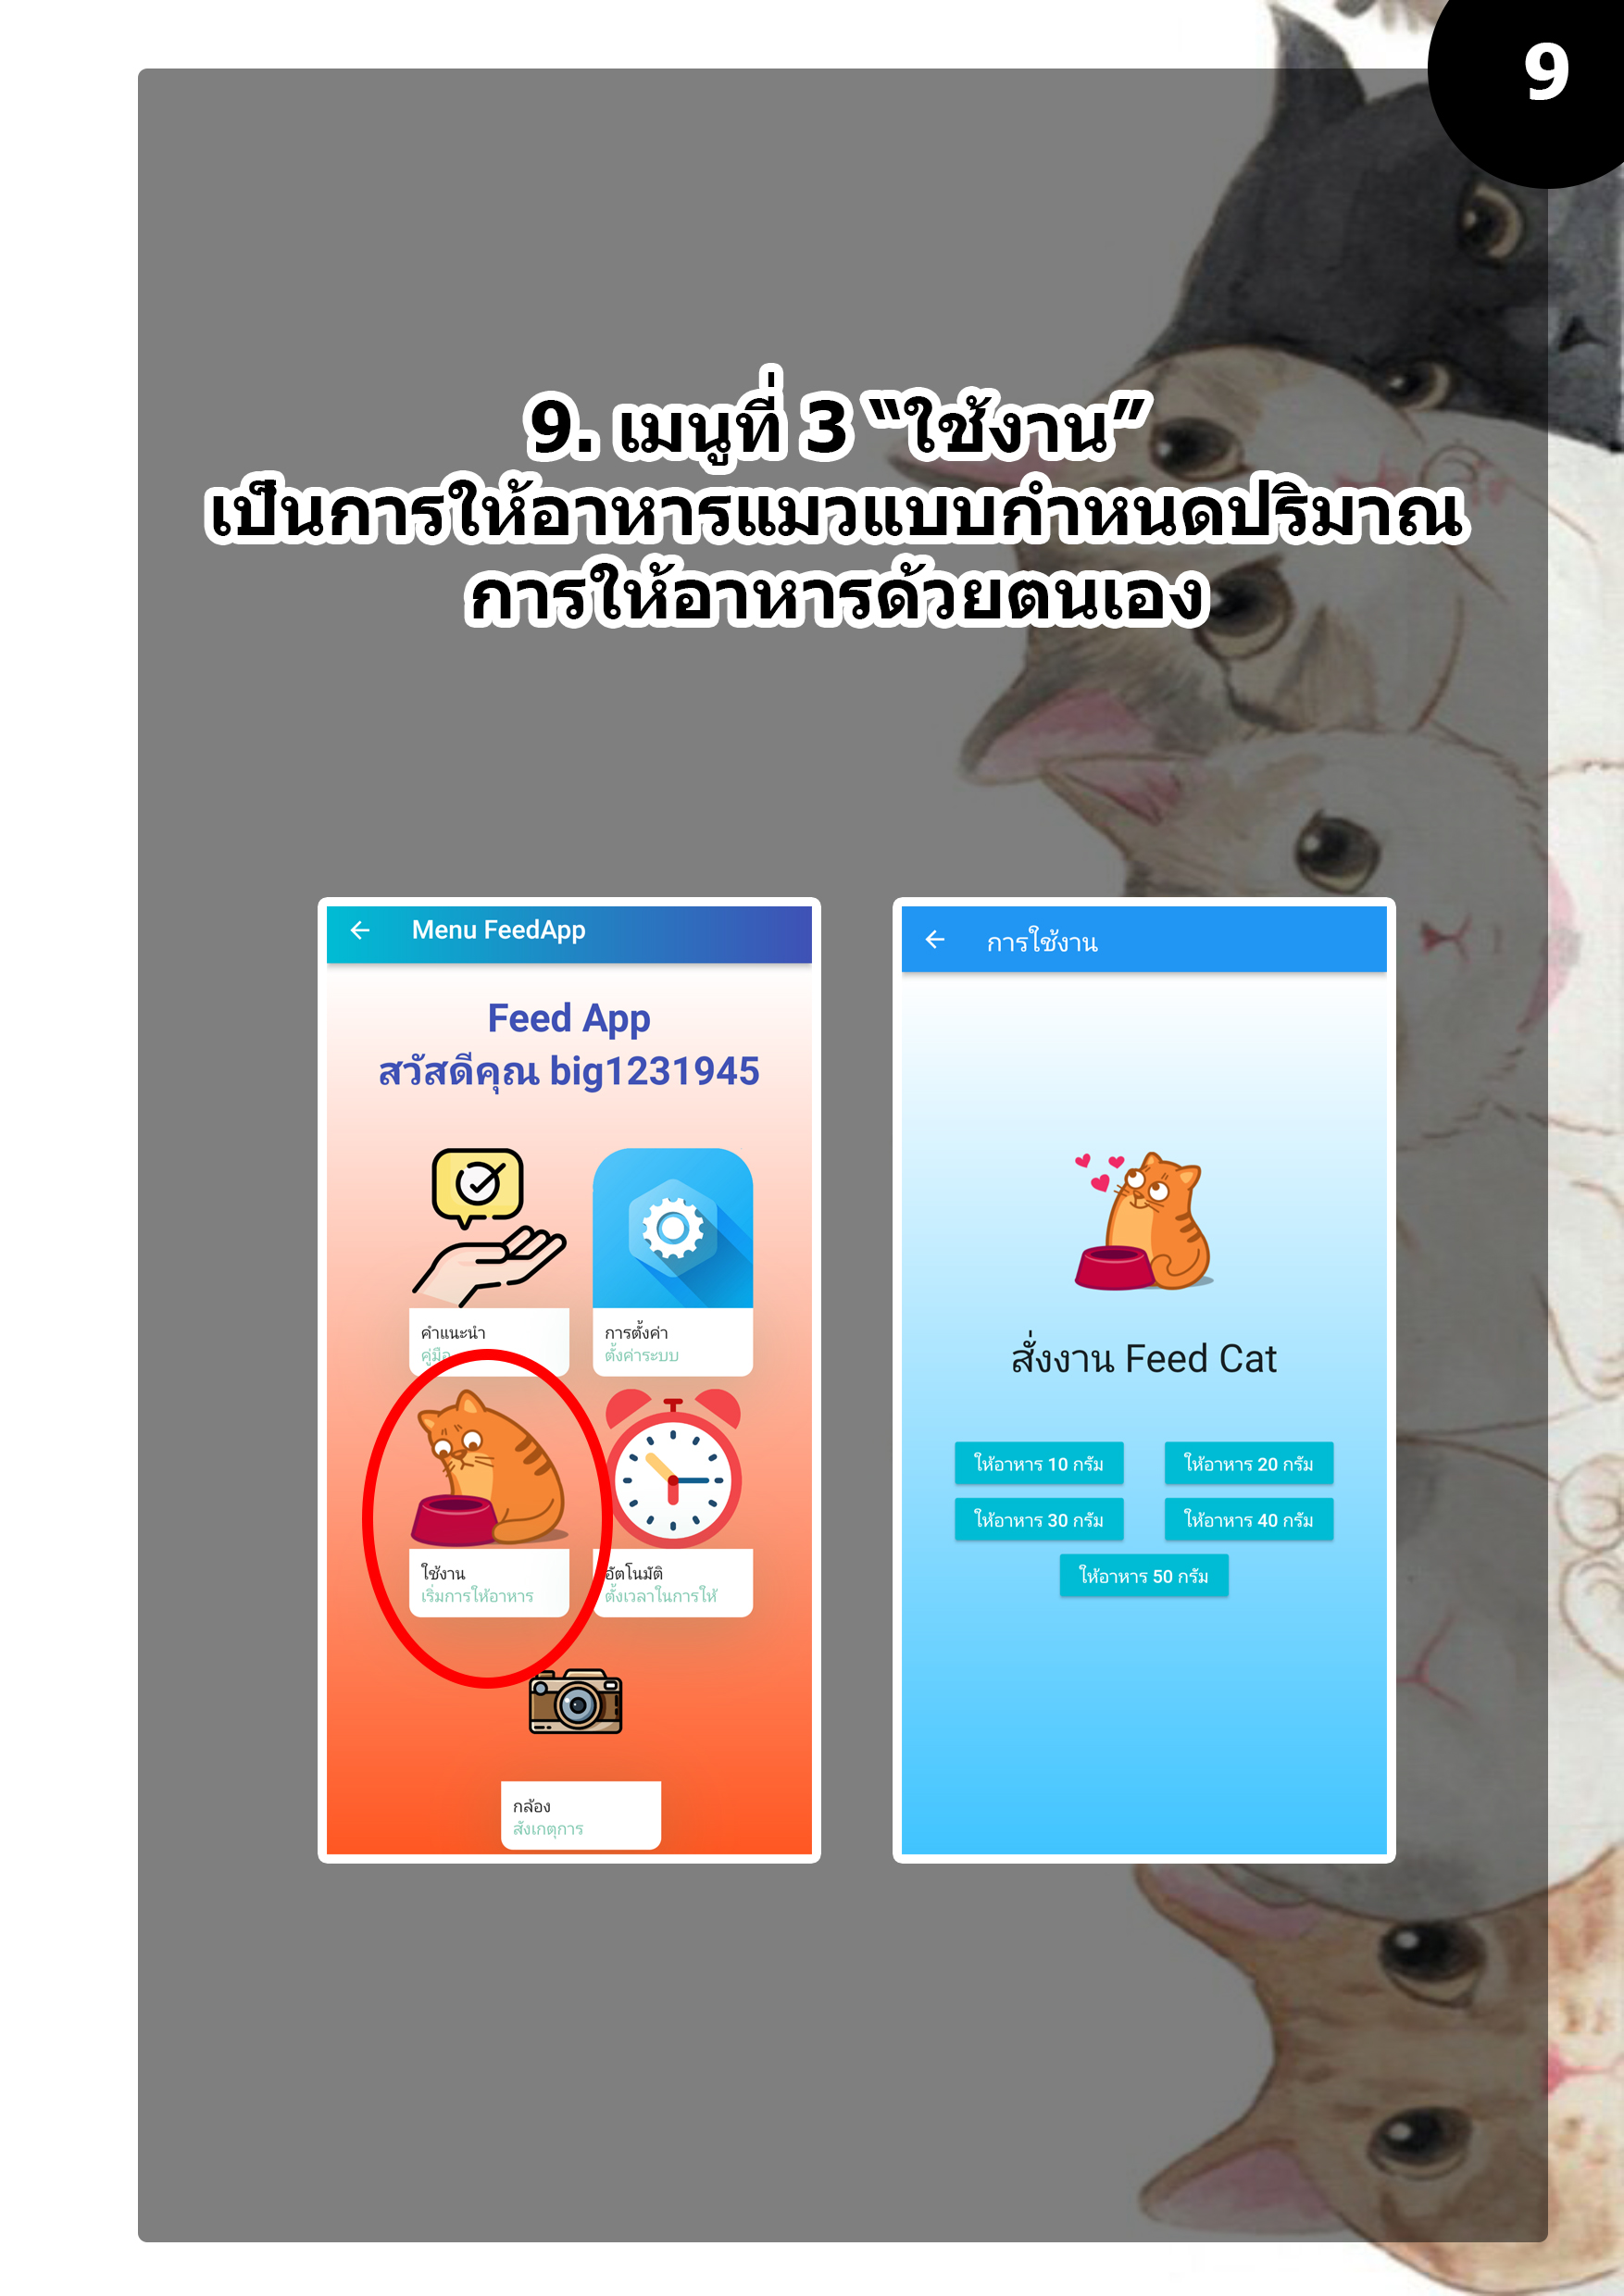 9
9. เมนูที่ 3 “ใช้งาน”
เป็นการให้อาหารแมวแบบกำหนดปริมาณ
การให้อาหารด้วยตนเอง
Menu FeedApp
Feed App
สวัสดีคุณ big1231945
คำแนะนำ
คู่มือ
การตั้งค่า
ตั้งค่าระบบ
ใช้งาน
เริ่มการให้อาหาร
อัตโนมัติ
ตั้งเวลาในการให้
กล้อง
สังเกตุการ
การใช้งาน
สั่งงาน Feed Cat
ให้อาหาร 10 กรัม
ให้อาหาร 20 กรัม
ให้อาหาร 30 กรัม
ให้อาหาร 40 กรัม
ให้อาหาร 50 กรัม